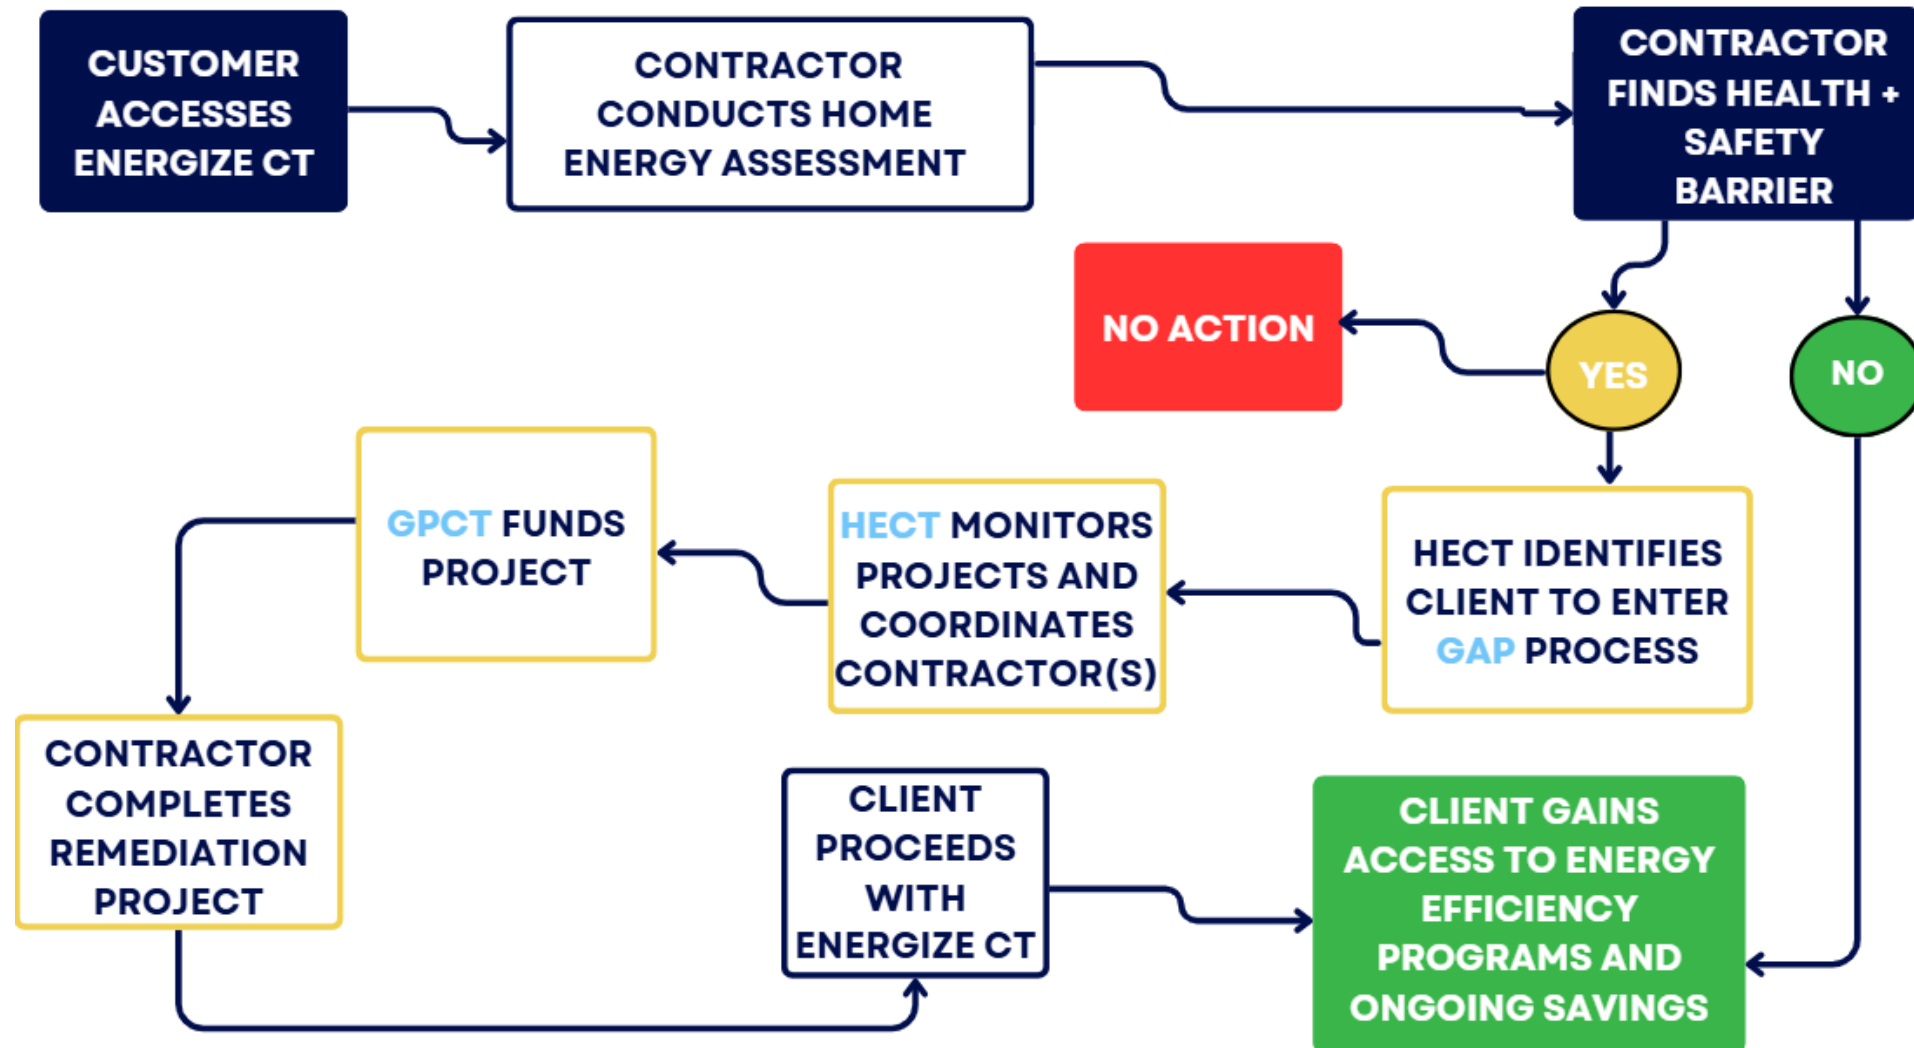 CUSTOMER
ACCESSES
ENERGIZE CT
CONTRACTOR
CONDUCTS HOME
ENERGY ASSESSMENT
CONTRACTOR
FINDS HEALTH +
SAFETY
BARRIER
NO ACTION
YES
NO
HECT IDENTIFIES
CLIENT TO ENTER
GAP PROCESS
HECT MONITORS
PROJECTS AND
COORDINATES
CONTRACTOR(S)
GPCT FUNDS
PROJECT
CONTRACTOR
COMPLETES
REMEDIATION
PROJECT
CLIENT
PROCEEDS
WITH
ENERGIZE CT
CLIENT GAINS
ACCESS TO ENERGY
EFFICIENCY
PROGRAMS AND
ONGOING SAVINGS